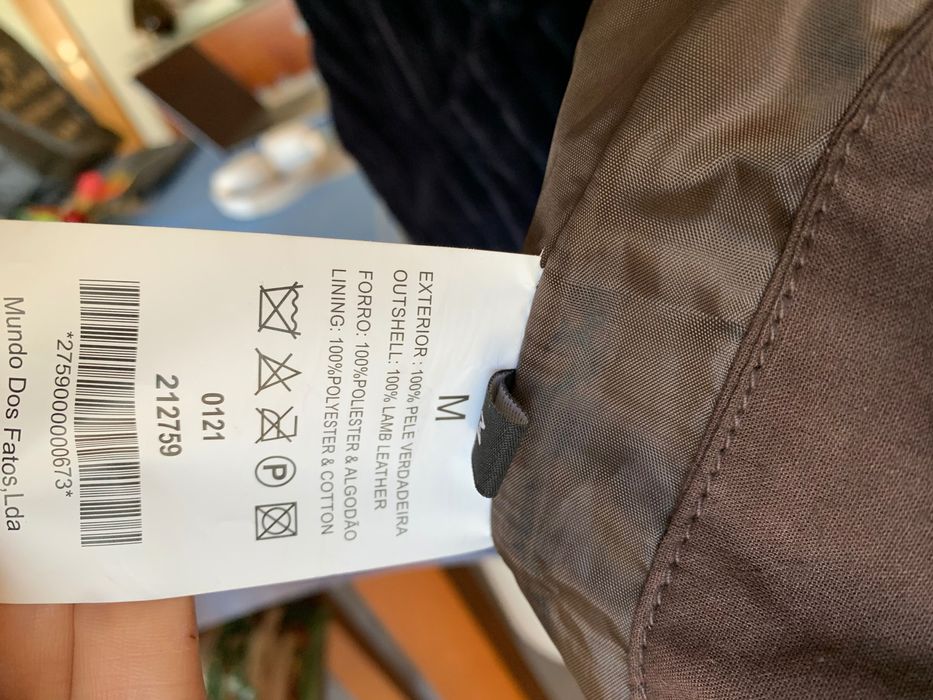 M
EXTERIOR : 100% PELE VERDADEIRA
OUTSHELL: 100% LAMB LEATHER
FORRO: 100%POLIESTER & ALGODÃO
LINING: 100%POLYESTER & COTTON
P
0121
212759
*2759000000673*
Mundo Dos Fatos,Lda